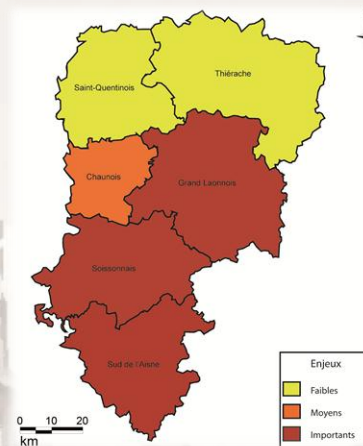 Thiérache
Saint-Quentinois
Chaunois
Grand Laonnois
Soissonnais
Sud de l'Aisne
0 10 20
km
Enjeux
Faibles
Moyens
Importants